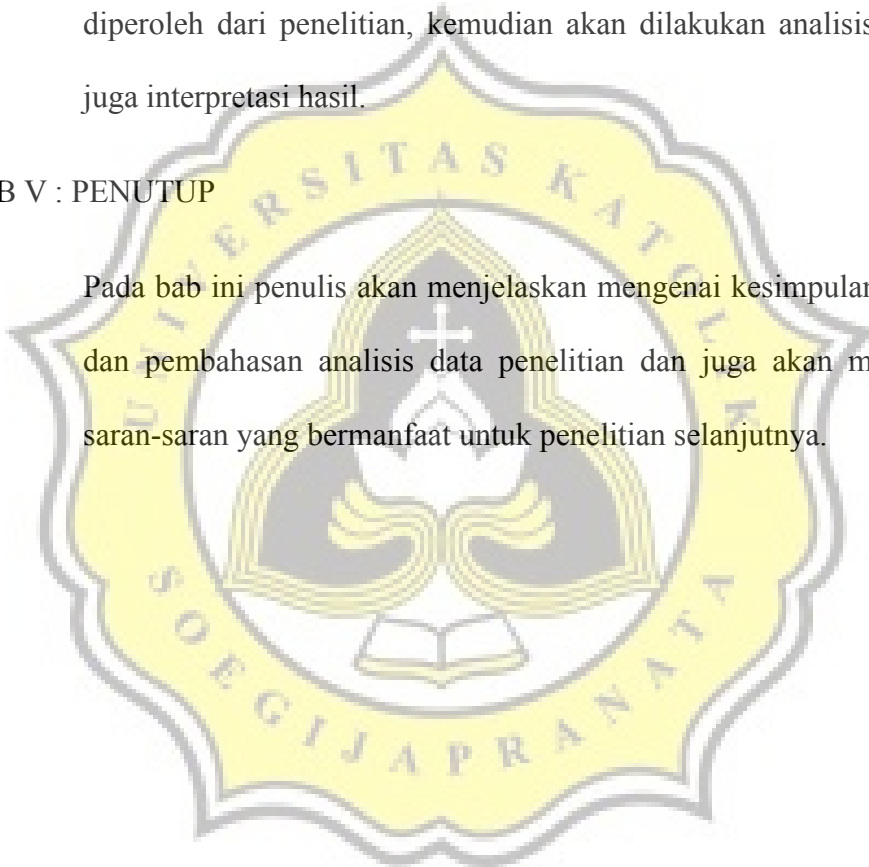 diperoleh dari penelitian, kemudian akan dilakukan analisis
juga interpretasi hasil.
B V : PENUTUP
Pada bab ini penulis akan menjelaskan mengenai kesimpulan
dan pembahasan analisis data penelitian dan juga akan m
saran-saran yang bermanfaat untuk penelitian selanjutnya.
UNIVERSITAS KATOLIK
SOEGIJAPRANATA